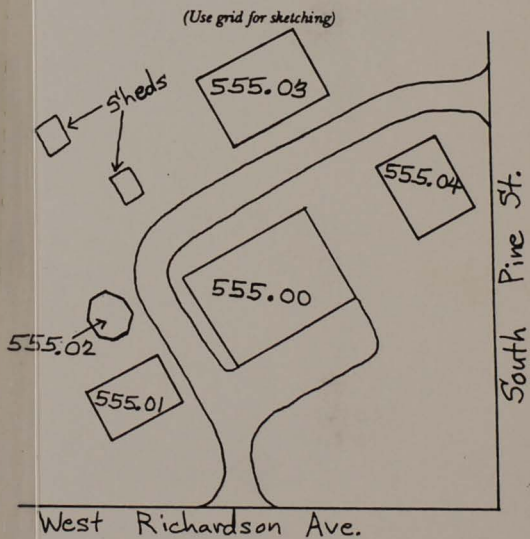 (Use grid for sketching)
Sheds
555.03
555.04
555.00
555.02
555.01
South Pine St.
West Richardson Ave.